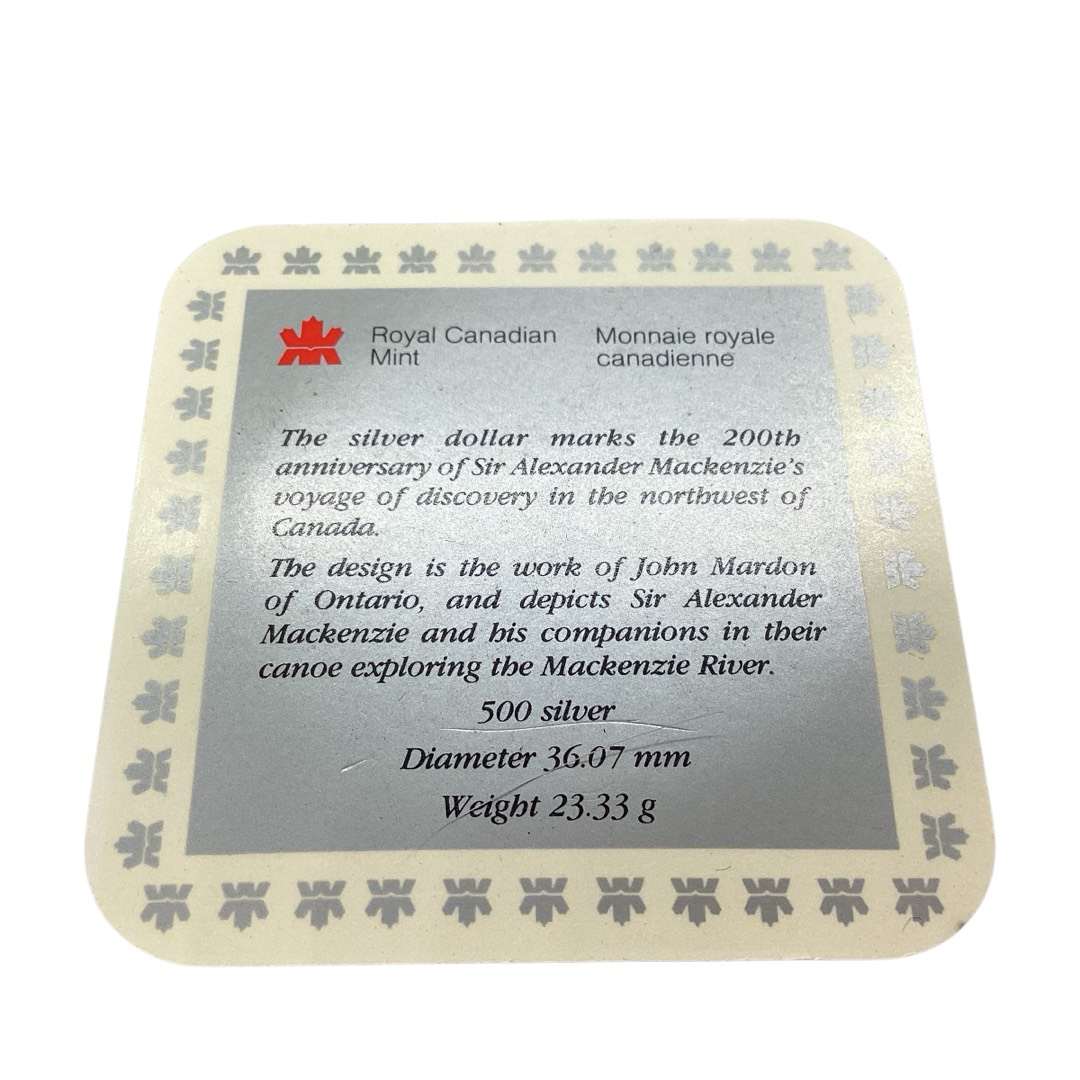 Royal Canadian Mint
Monnaie royale canadienne
The silver dollar marks the 200th
anniversary of Sir Alexander Mackenzie's
voyage of discovery in the northwest of
Canada.
The design is the work of John Mardon
of Ontario, and depicts Sir Alexander
Mackenzie and his companions in their
canoe exploring the Mackenzie River.
500 silver
Diameter 36.07 mm
Weight 23.33 g